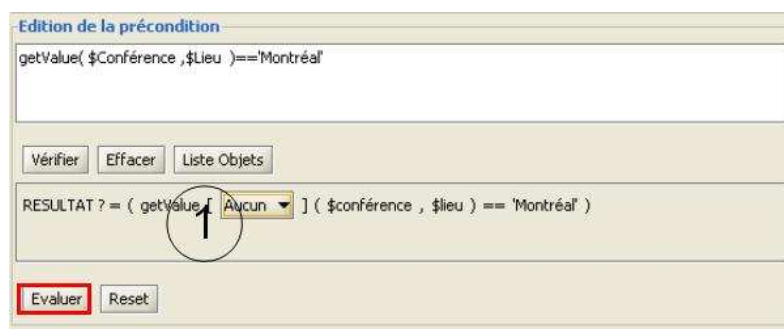 Edition de la précondition
getValue( $Conférence ,$Lieu )=='Montréal'
Vérifier Effacer Liste Objets
RESULTAT ? = ( getValue [ Aucun ] ( $conférence , $lieu ) == 'Montréal' )
1
Evaluer Reset